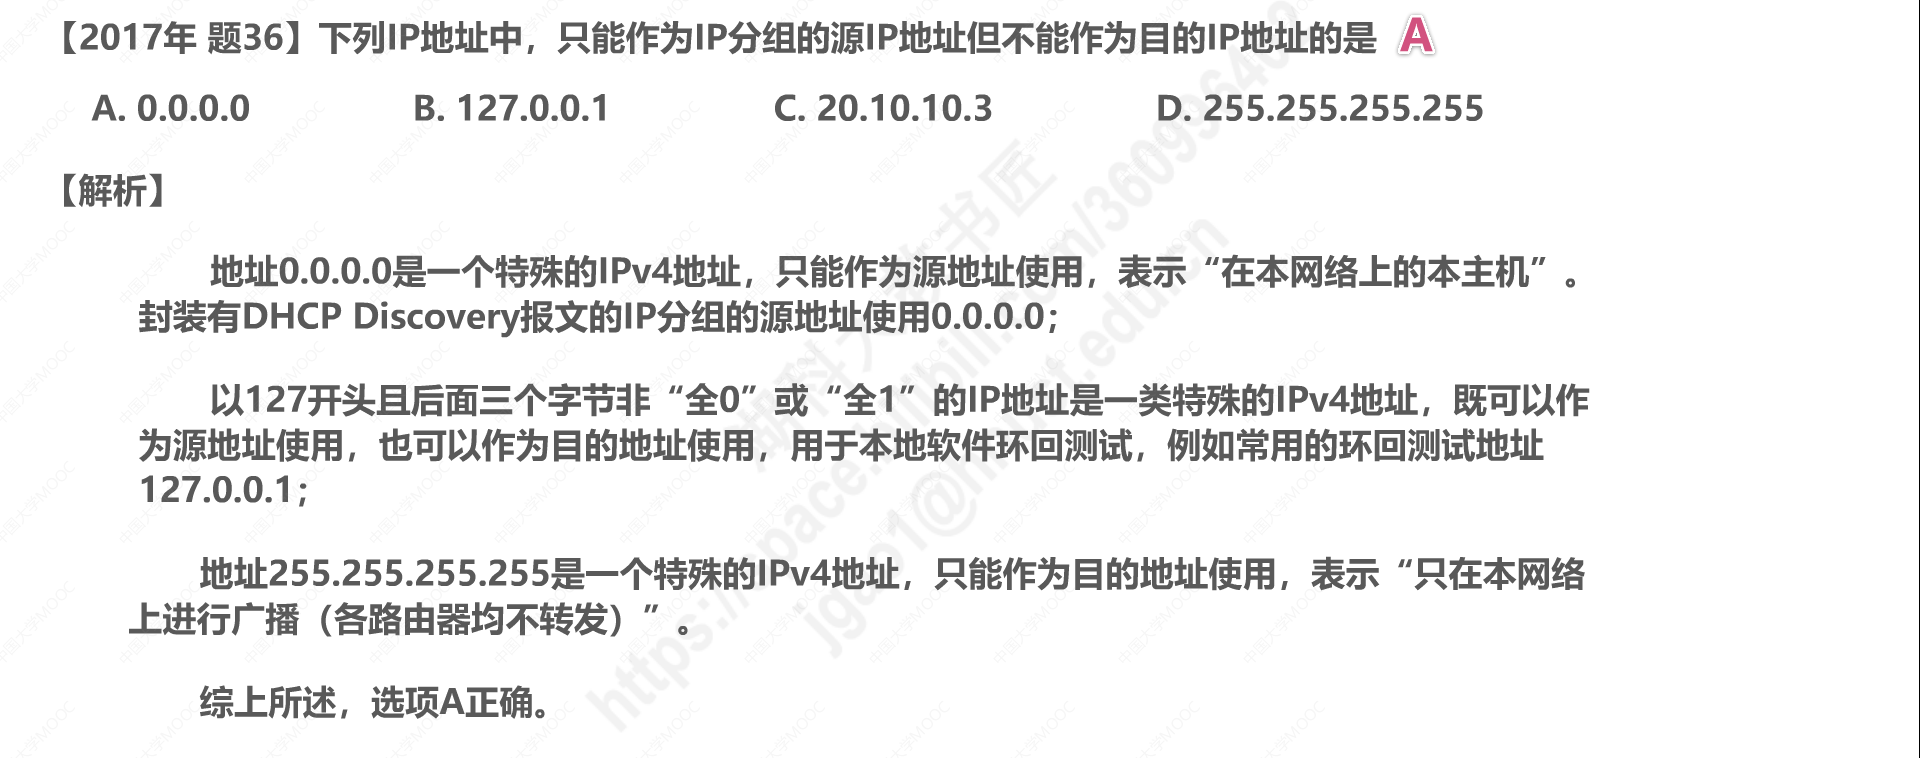 【2017年 题36】下列IP地址中，只能作为IP分组的源IP地址但不能作为目的IP地址的是 A
A. 0.0.0.0 B. 127.0.0.1 C. 20.10.10.3 D. 255.255.255.255
【解析】
地址0.0.0.0是一个特殊的IPv4地址，只能作为源地址使用，表示“在本网络上的本主机”。
封装有DHCP Discovery报文的IP分组的源地址使用0.0.0.0；
以127开头且后面三个字节非“全0”或“全1”的IP地址是一类特殊的IPv4地址，既可以作
为源地址使用，也可以作为目的地址使用，用于本地软件环回测试，例如常用的环回测试地址
127.0.0.1；
地址255.255.255.255是一个特殊的IPv4地址，只能作为目的地址使用，表示“只在本网络
上进行广播（各路由器均不转发）”。
综上所述，选项A正确。
中国大学MOOC